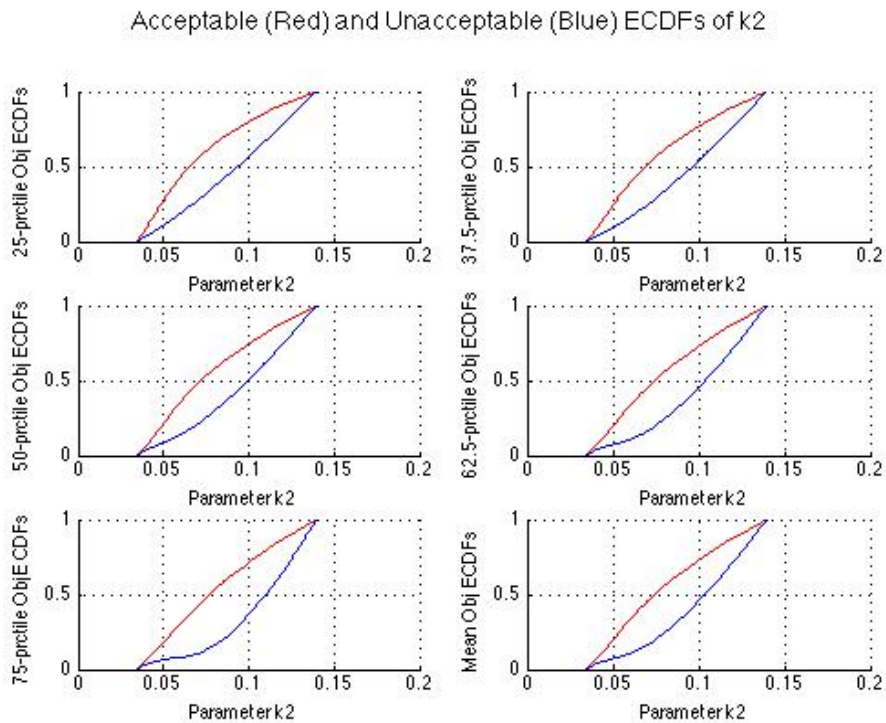 Acceptable (Red) and Unacceptable (Blue) ECDFs of k2
25-prctile Obj ECDFs
1
0.5
0
0 0.05 0.1 0.15 0.2
Parameter k2
37.5-prctile Obj ECDFs
1
0.5
0
0 0.05 0.1 0.15 0.2
Parameter k2
50-prctile Obj ECDFs
1
0.5
0
0 0.05 0.1 0.15 0.2
Parameter k2
62.5-prctile Obj ECDFs
1
0.5
0
0 0.05 0.1 0.15 0.2
Parameter k2
75-prctile ObjE CDFs
1
0.5
0
0 0.05 0.1 0.15 0.2
Parameter k2
Mean Obj ECDFs
1
0.5
0
0 0.05 0.1 0.15 0.2
Parameter k2